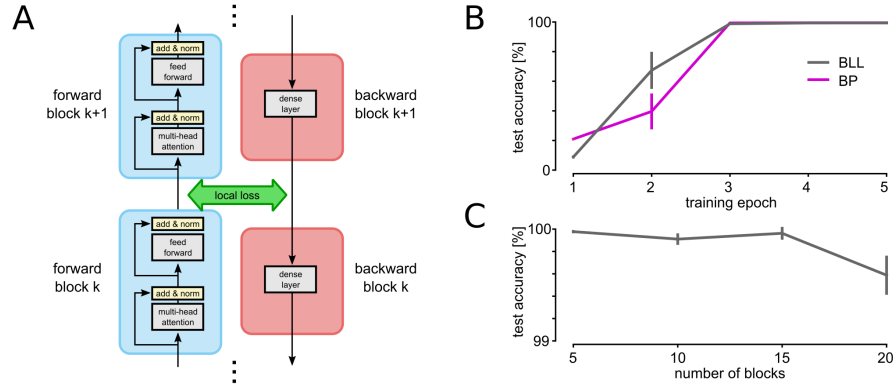 A
add & norm
feed
forward
add & norm
multi-head
attention
forward
block k+1
dense
layer
backward
block k+1
local loss
add & norm
feed
forward
add & norm
multi-head
attention
forward
block k
dense
layer
backward
block k
B
100
0
test accuracy [%]
BLL
BP
1
2
3
4
5
training epoch
C
100
99
test accuracy [%]
5
10
15
20
number of blocks